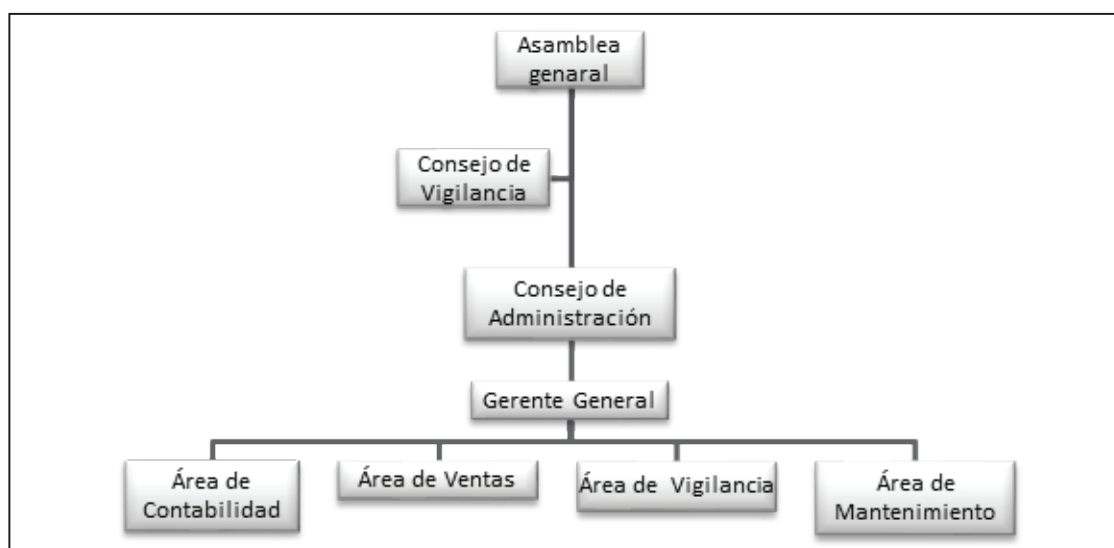 Asamblea
genaral
Consejo de
Vigilancia
Consejo de
Administración
Gerente General
Área de
Contabilidad
Área de Ventas
Área de Vigilancia
Área de
Mantenimiento